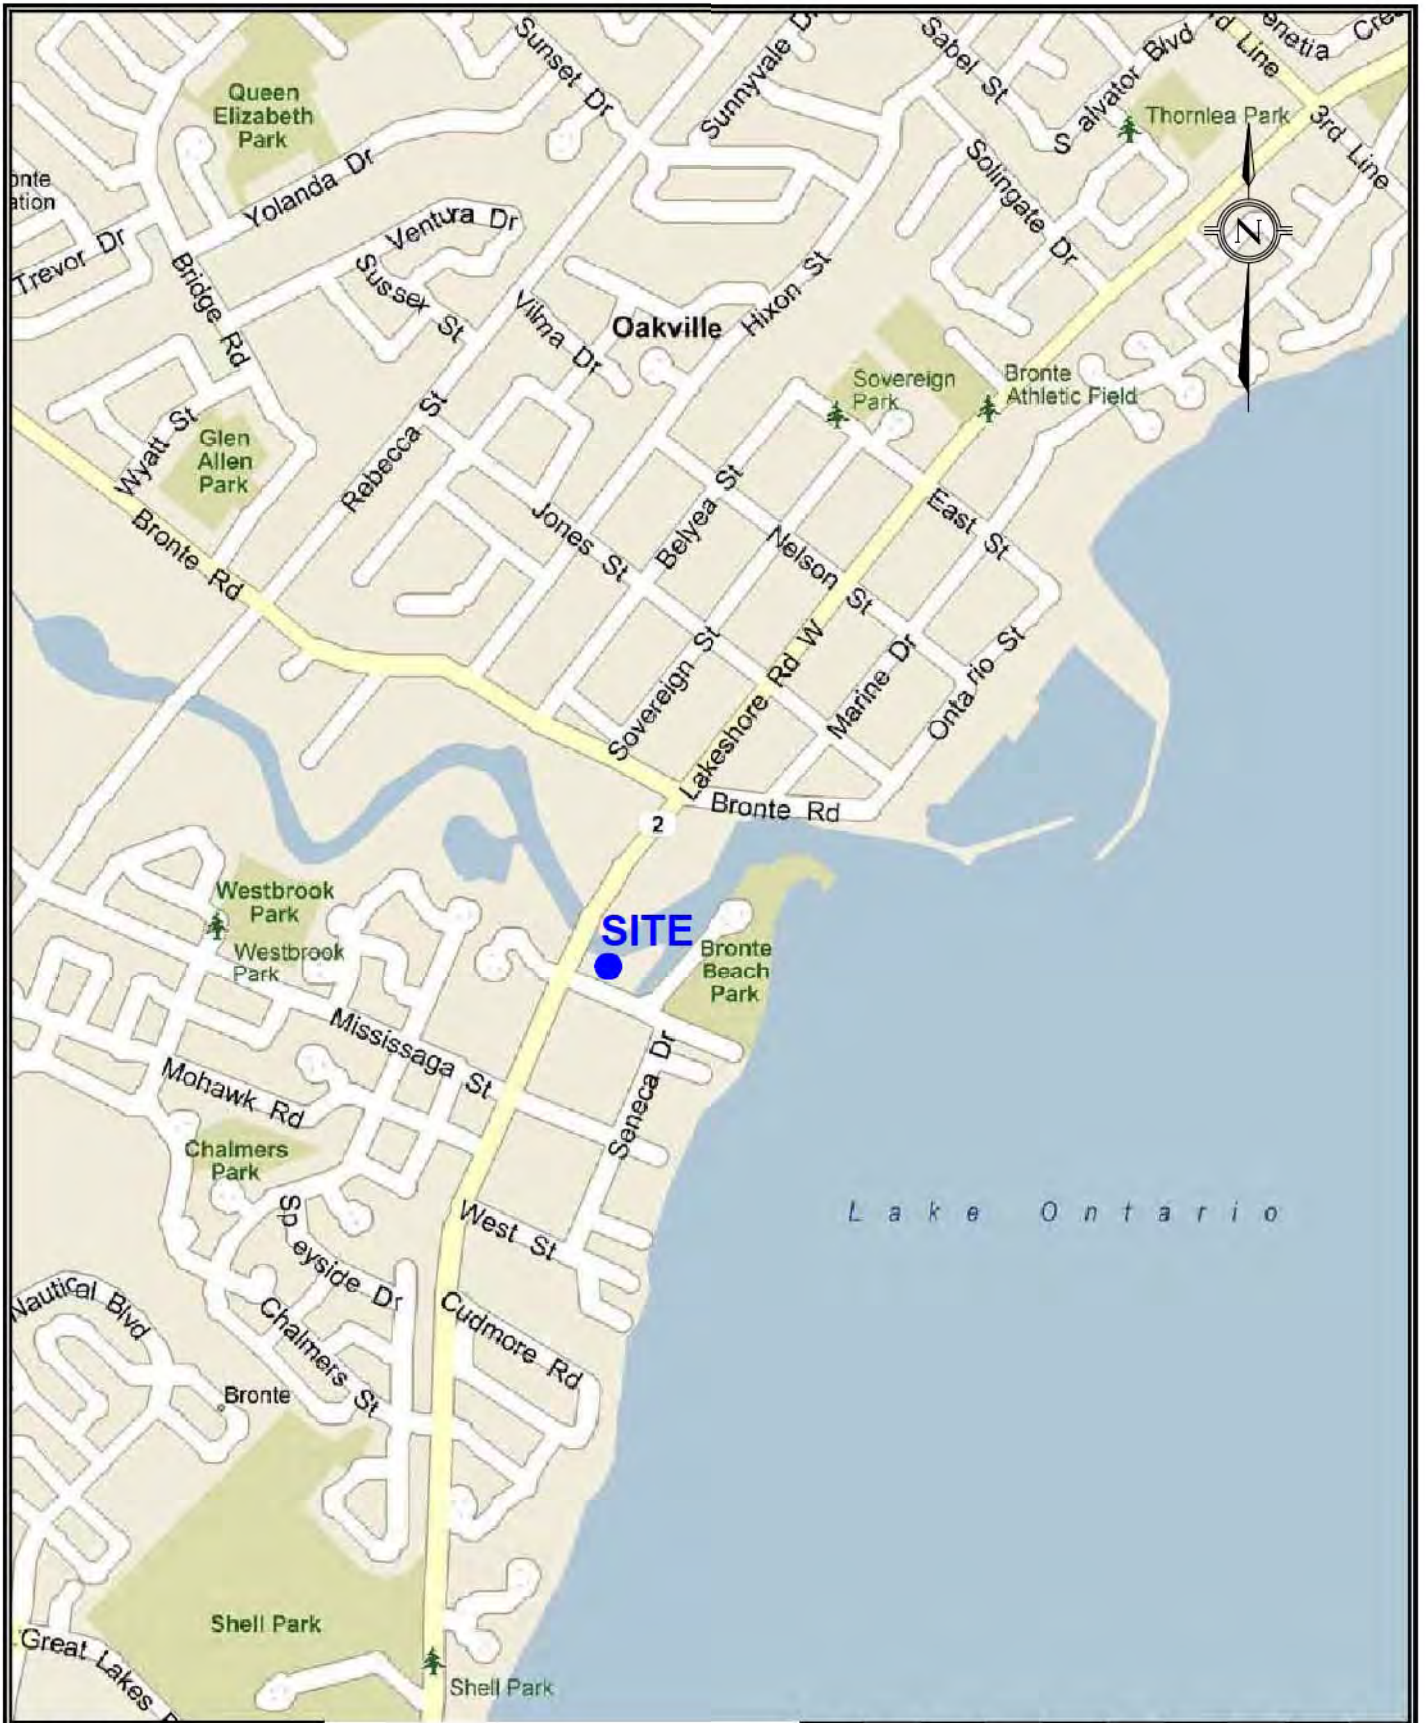 Sunset Dr
Sunnyvale Dr
Sabel St
Salvator Blvd
3rd Line
Queen
Elizabeth
Park
Thornlea Park
Yolanda Dr
Solingate Dr
N
Trevor Dr
Ventura Dr
Bridge Rd
Sussex St
Vilma Dr
Oakville
Hixon St
Sovereign
Park
Bronte
Athletic Field
Wyatt St
Glen
Allen
Park
Rebecca St
Belyea St
East St
Bronte Rd
Jones St
Nelson St
Sovereign St
Lakeshore Rd W
Marine Dr
Ontario St
Bronte Rd
2
Westbrook
Park
Westbrook
Park
SITE
Bronte
Beach
Park
Mississaga St
Mohawk Rd
Seneca Dr
Chalmers
Park
Speyside Dr
West St
Lake Ontario
Nautical Blvd
Chalmers St
Cudmore Rd
Bronte
Shell Park
Great Lakes
Shell Park